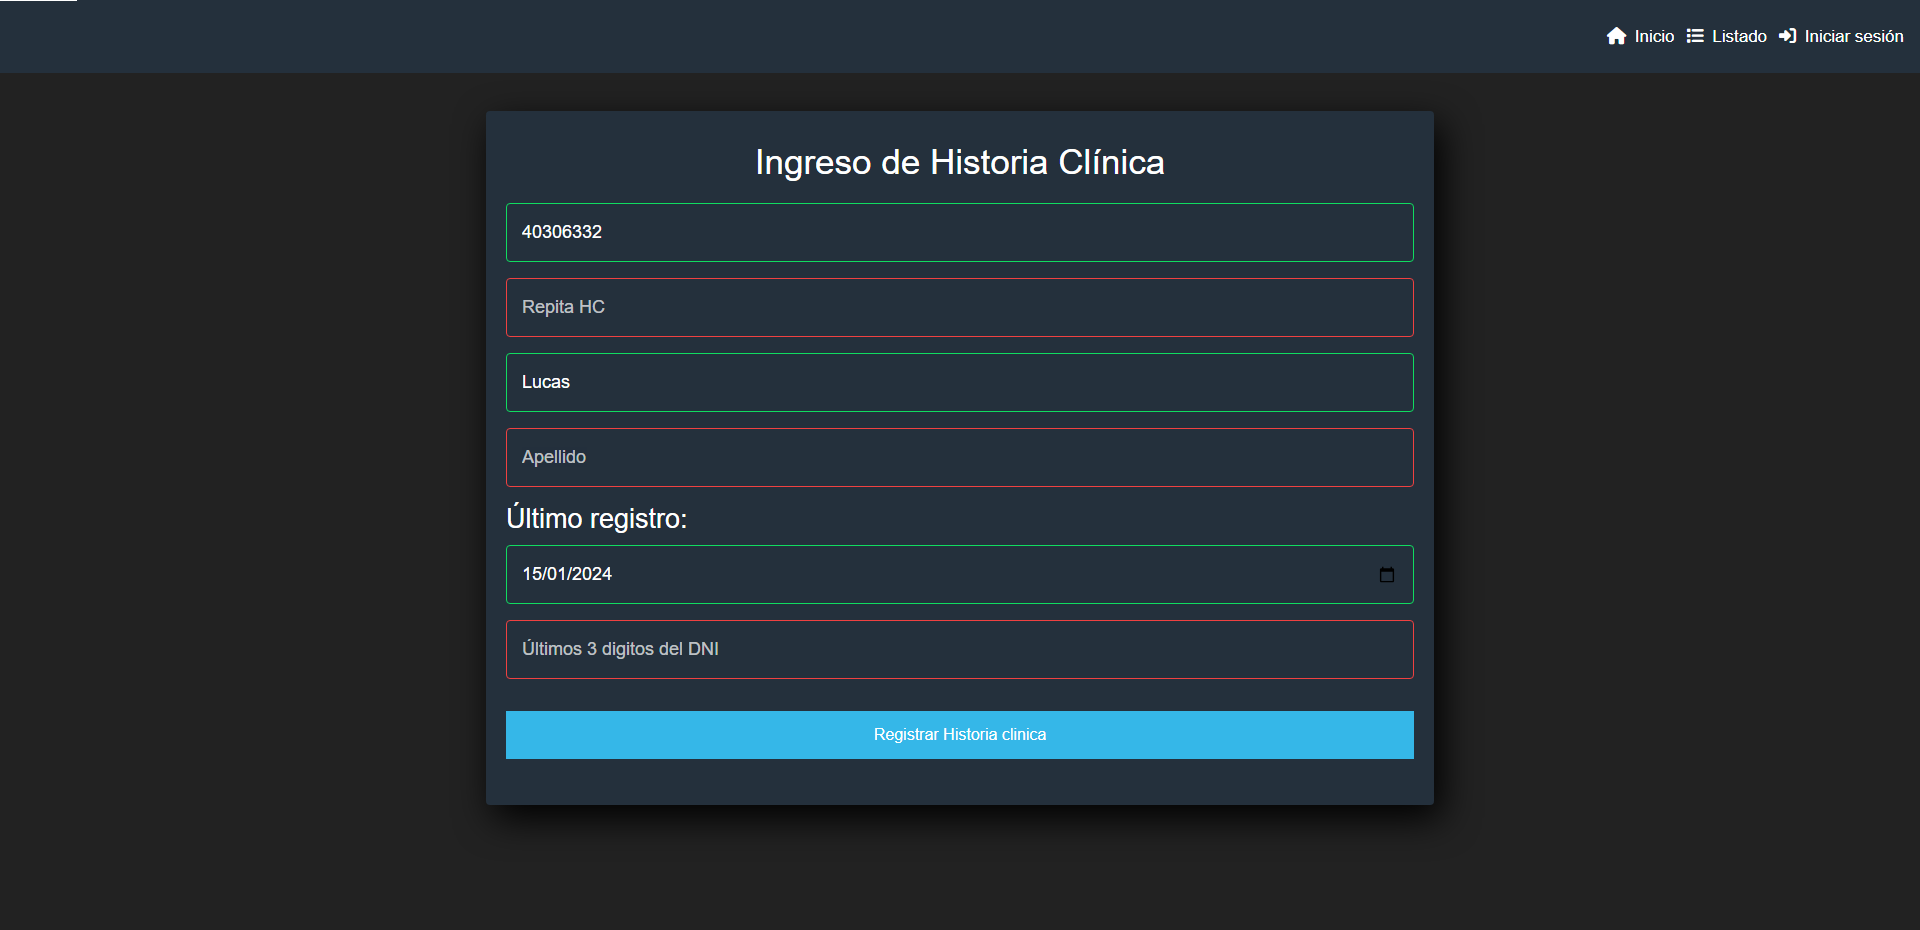 Inicio Listado Iniciar sesión
Ingreso de Historia Clínica
40306332
Repita HC
Lucas
Apellido
Último registro:
15/01/2024
Últimos 3 digitos del DNI
Registrar Historia clinica